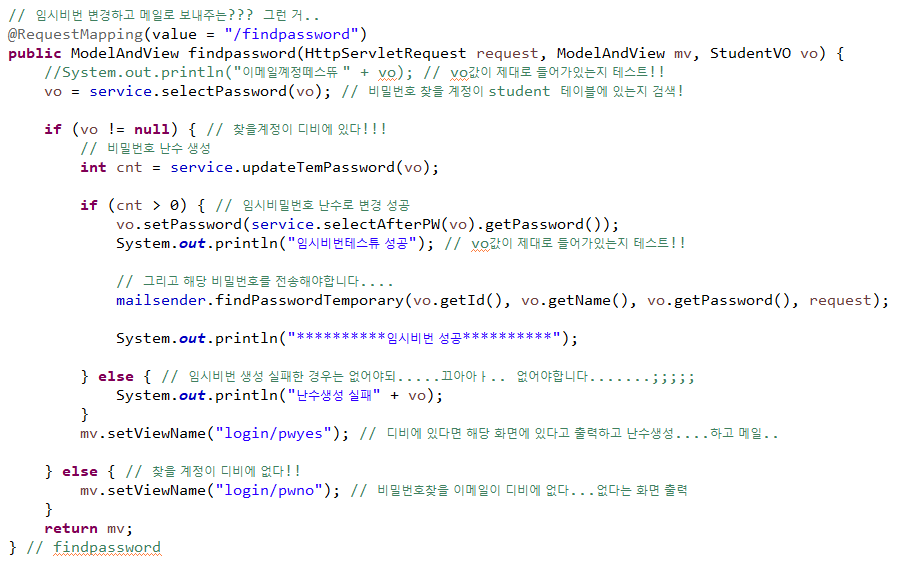 // 임시비번 변경하고 메일로 보내주는??? 그런 거..
@RequestMapping(value = "/findpassword")
public ModelAndView findpassword(HttpServletRequest request, ModelAndView mv, StudentVO vo) {
//System.out.println("이메일꼐정떼스뜌 " + vo); // vo값이 제대로 들어가있는지 테스트!!
vo = service.selectPassword(vo); // 비밀번호 찾을 계정이 student 테이블에 있는지 검색!
if (vo != null) { // 찾을계정이 디비에 있다!!!
// 비밀번호 난수 생성
int cnt = service.updateTemPassword(vo);
if (cnt > 0) { // 임시비밀번호 난수로 변경 성공
vo.setPassword(service.selectAfterPW(vo).getPassword());
System.out.println("임시비번테스튜 성공"); // vo값이 제대로 들어가있는지 테스트!!
// 그리고 해당 비밀번호를 전송해야합니다....
mailsender.findPasswordTemporary(vo.getId(), vo.getName(), vo.getPassword(), request);
System.out.println("**********임시비번 성공**********");
} else { // 임시비번 생성 실패한 경우는 없어야되.....끄아아ㅏ.. 없어야합니다.......;;;;;
System.out.println("난수생성 실패" + vo);
}
mv.setViewName("login/pwyes"); // 디비에 있다면 해당 화면에 있다고 출력하고 난수생성....하고 메일..
} else { // 찾을 계정이 디비에 없다!!
mv.setViewName("login/pwno"); // 비밀번호찾을 이메일이 디비에 없다...없다는 화면 출력
}
return mv;
} // findpassword